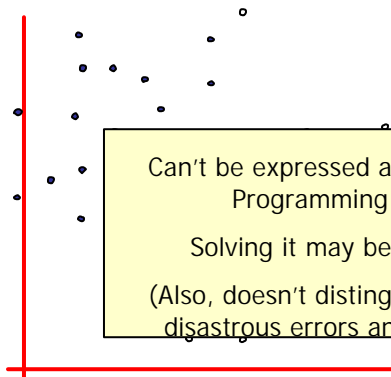 Can't be expressed a
Programming
Solving it may be
(Also, doesn't disting
disastrous errors an